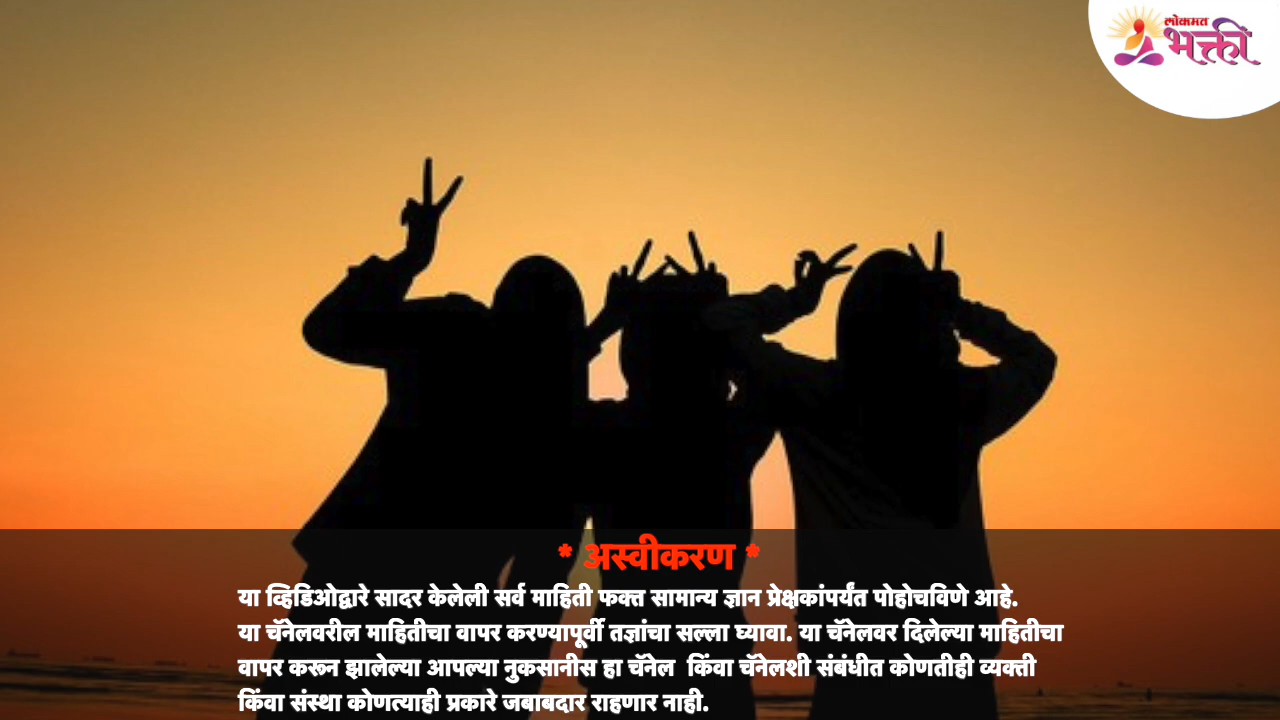 लोकमत
भक्ती
* अस्वीकरण *
या व्हिडिओद्वारे सादर केलेली सर्व माहिती फक्त सामान्य ज्ञान प्रेक्षकांपर्यंत पोहोचविणे आहे.
या चॅनेलवरील माहितीचा वापर करण्यापूर्वी तज्ञांचा सल्ला घ्यावा. या चॅनेलवर दिलेल्या माहितीचा
वापर करून झालेल्या आपल्या नुकसानीस हा चॅनेल किंवा चॅनेलशी संबंधीत कोणतीही व्यक्ती
किंवा संस्था कोणत्याही प्रकारे जबाबदार राहणार नाही.